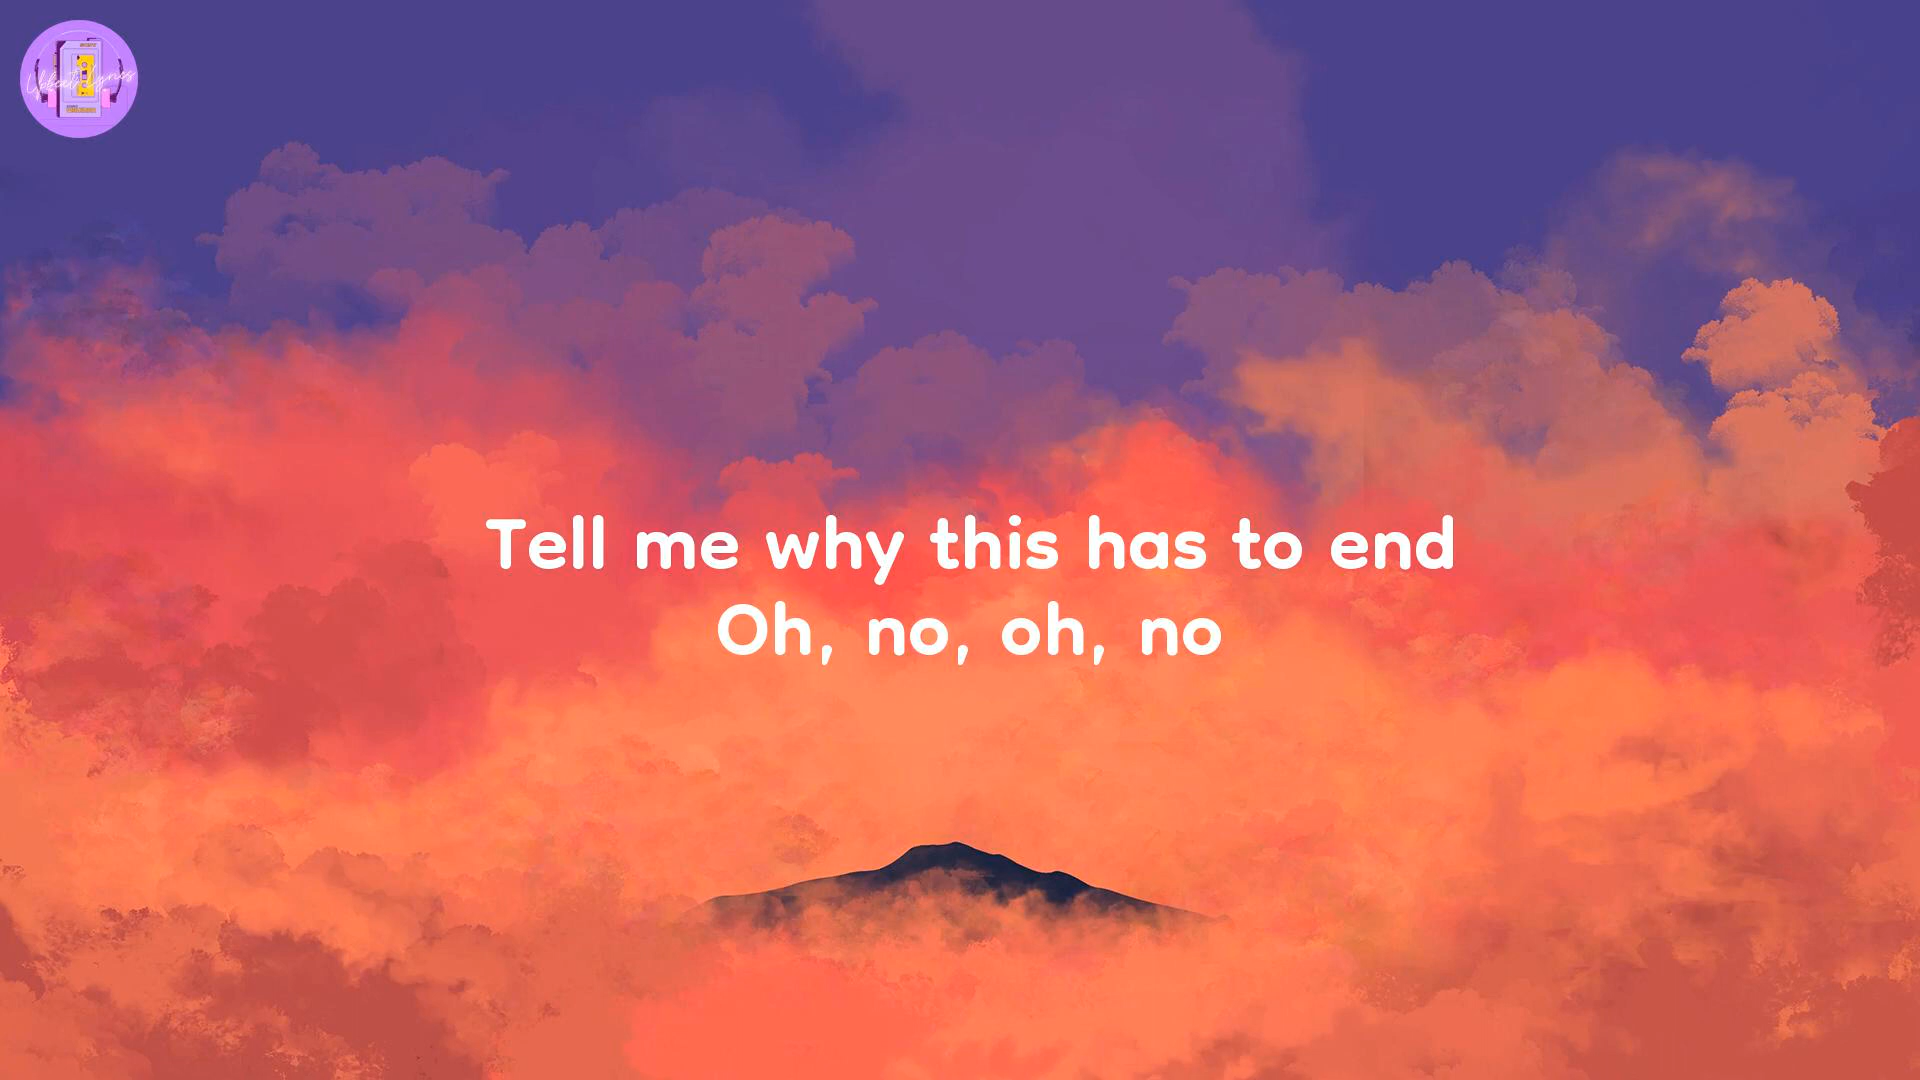 Tell me why this has to end
Oh, no, oh, no